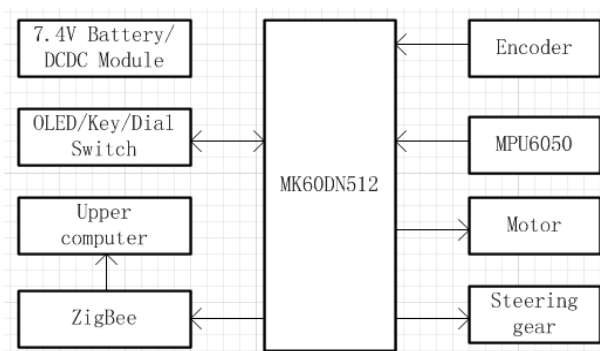 7.4V Battery/
DCDC Module
OLED/Key/Dial
Switch
Upper
computer
ZigBee
MK60DN512
Encoder
MPU6050
Motor
Steering
gear